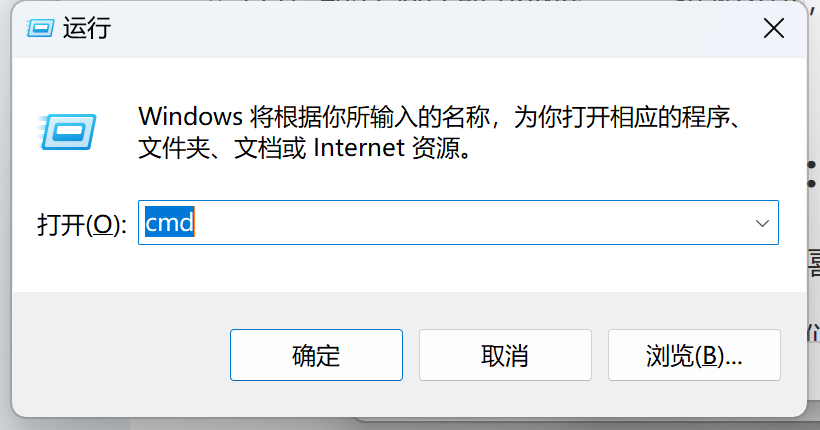 运行
Windows 将根据你所输入的名称，为你打开相应的程序、
文件夹、文档或 Internet 资源。
打开(O): cmd
确定 取消 浏览(B)...